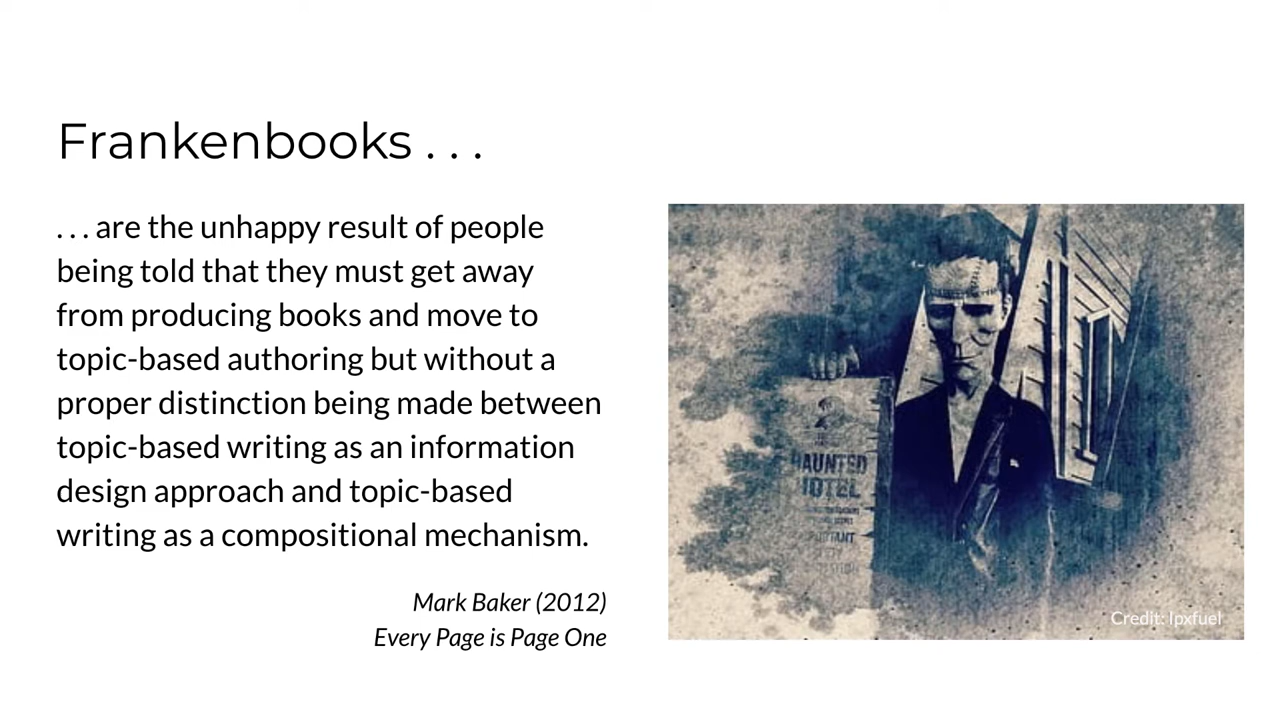 Frankenbooks . . .
. . . are the unhappy result of people
being told that they must get away
from producing books and move to
topic-based authoring but without a
proper distinction being made between
topic-based writing as an information
design approach and topic-based
writing as a compositional mechanism.
Mark Baker (2012)
Every Page is Page One
HAUNTED
HOTEL
Credit: lpxfuel